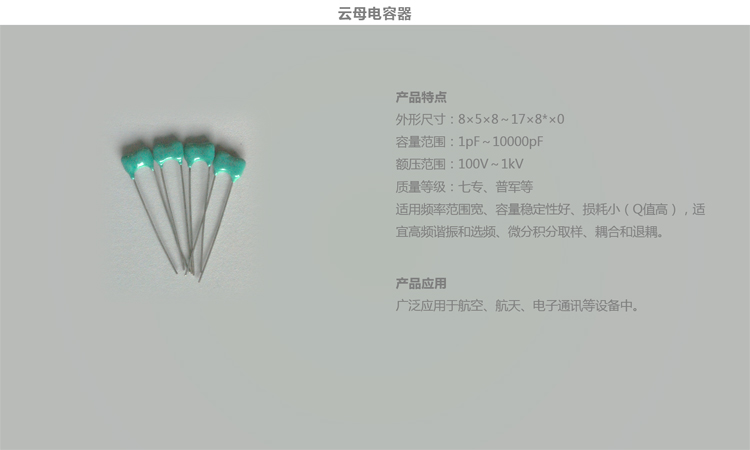 云母电容器
产品特点
外形尺寸：8×5×8～17×8*×0
容量范围：1pF～10000pF
额压范围：100V～1kV
质量等级：七专、普军等
适用频率范围宽、容量稳定性好、损耗小（Q值高），适
宜高频谐振和选频、微分积分取样、耦合和退耦。
产品应用
广泛应用于航空、航天、电子通讯等设备中。